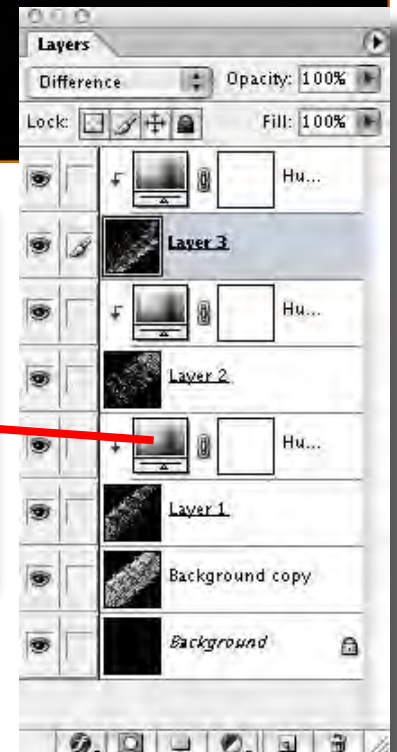 Layers
Difference Opacity: 100%
Lock: Fill: 100%
Hu...
Layer 3
Hu...
Layer 2
Hu...
Layer 1
Background copy
Background